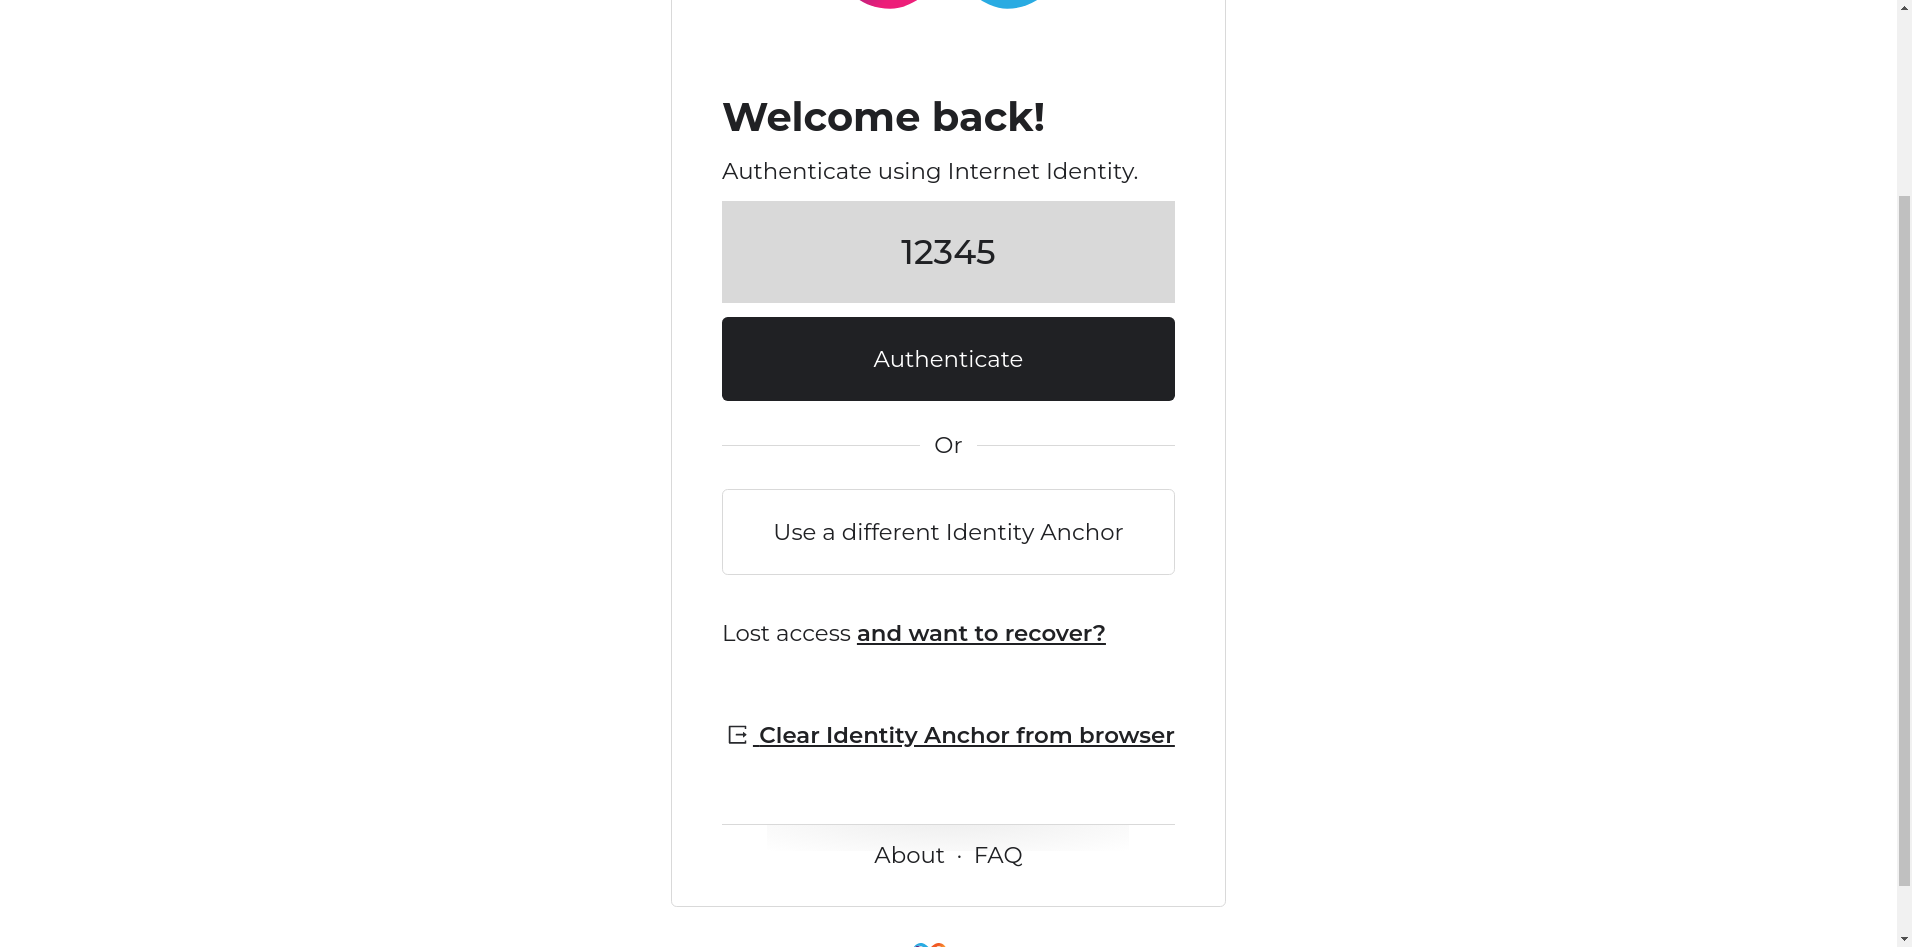 Welcome back!
Authenticate using Internet Identity.
12345
Authenticate
Or
Use a different Identity Anchor
Lost access and want to recover?
Clear Identity Anchor from browser
About · FAQ